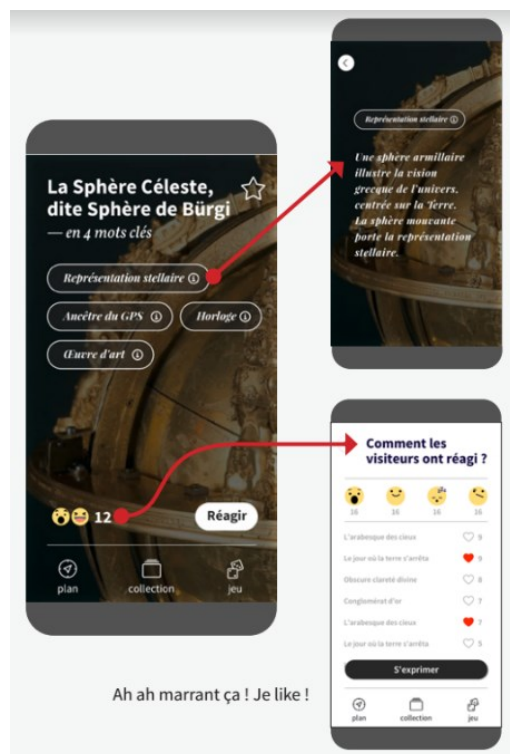 La Sphère Céleste,
dite Sphère de Bürgi
— en 4 mots clés
Représentation stellaire
Ancêtre du GPS
Horloge
Œuvre d'art
12
Réagir
plan
collection
jeu
Représentation stellaire
Une sphère armillaire
illustre la vision
grecque de l'univers,
centrée sur la Terre.
La sphère mouvante
porte la représentation
stellaire.
Comment les
visiteurs ont réagi ?
16 16 16 16
L'arabesque des cieux 9
Le jour où la terre s'arrêta 9
Obscure clareté divine 8
Conglomérat d'or 7
L'arabesque des cieux 7
Le jour où la terre s'arrêta 5
S'exprimer
plan
collection
jeu
Ah ah marrant ça ! Je like !